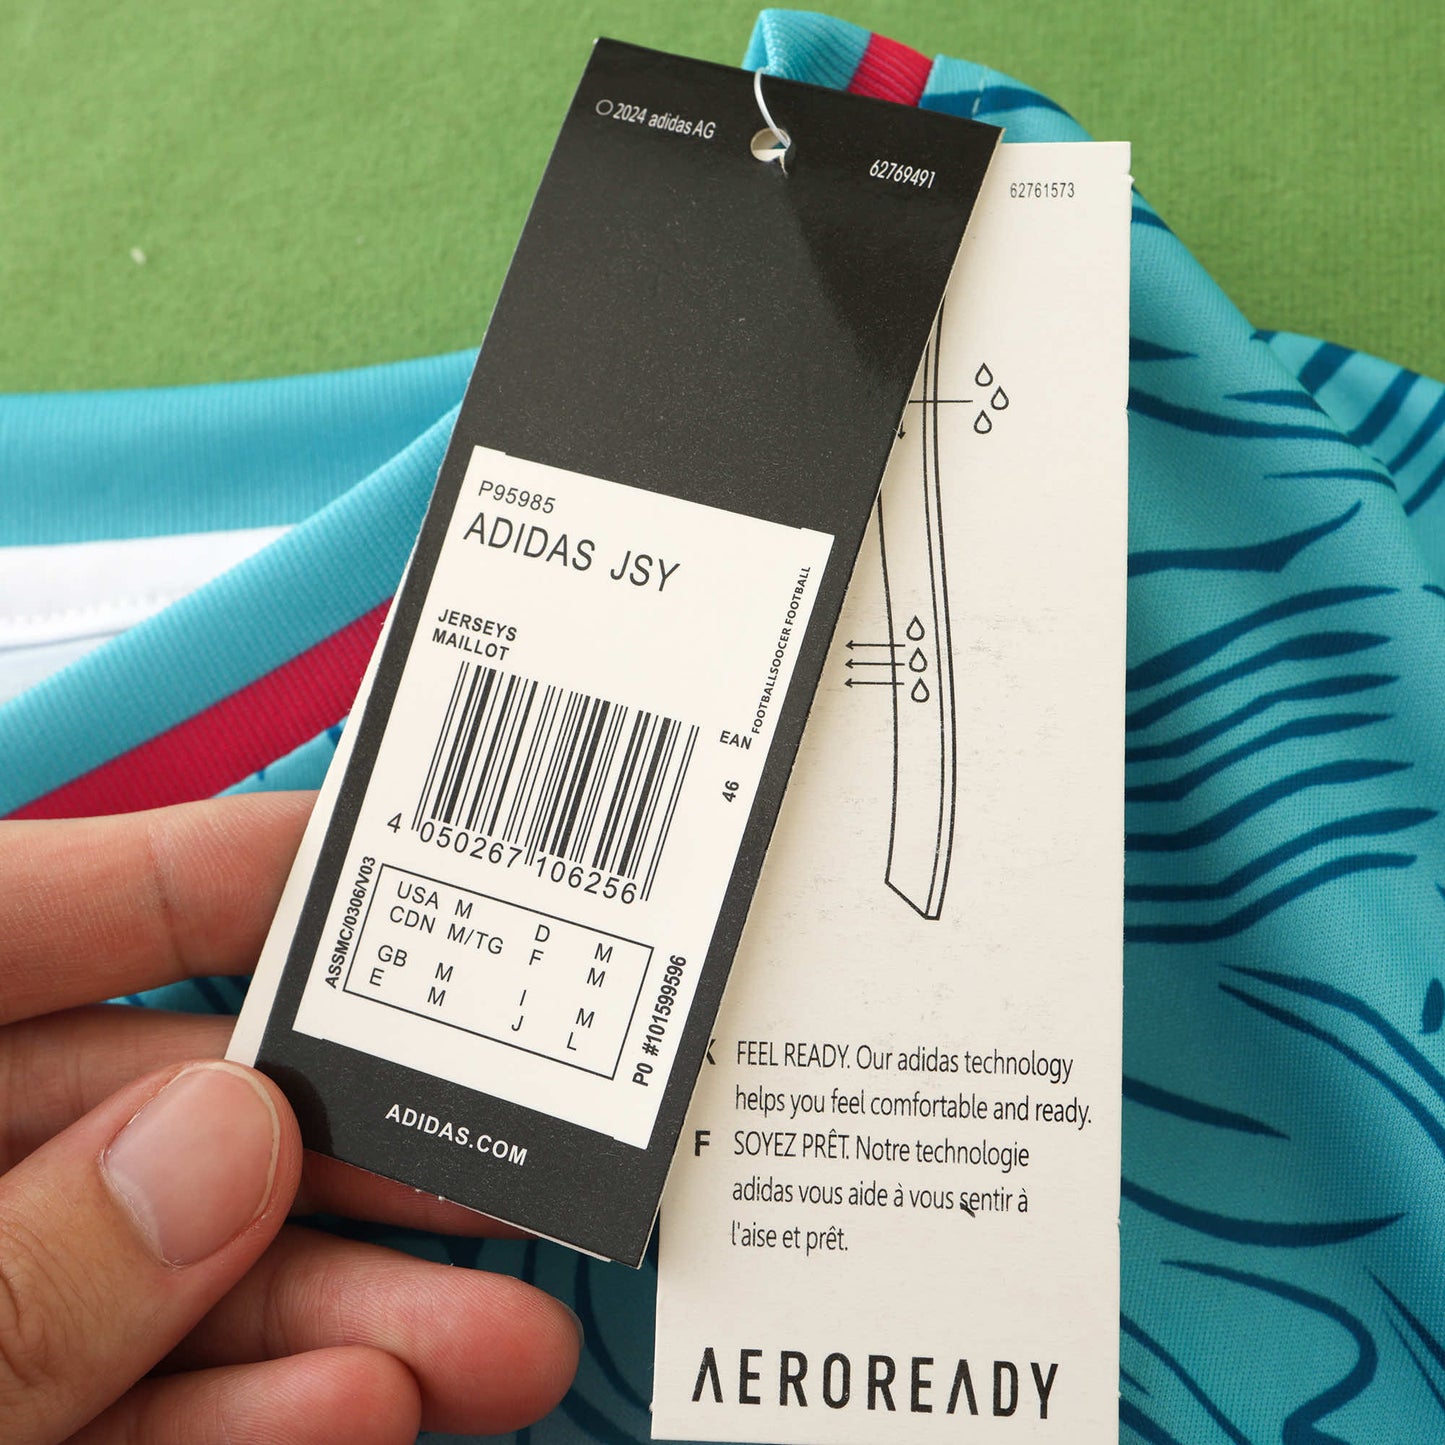 ©2024 adidas AG
62769491
62761573
P95985
ADIDAS JSY
JERSEYS
MAILLOT
FOOTBALLSOOCER FOOTBALL
EAN
46
4 050267 106256
ASSMC/0306/V03
USA M D M
CDN M/TG F M
GB M I M
E M J L
PO #101599596
ADIDAS.COM
FEEL READY. Our adidas technology
helps you feel comfortable and ready.
F SOYEZ PRÊT. Notre technologie
adidas vous aide à vous sentir à
l'aise et prêt.
AEROREADY